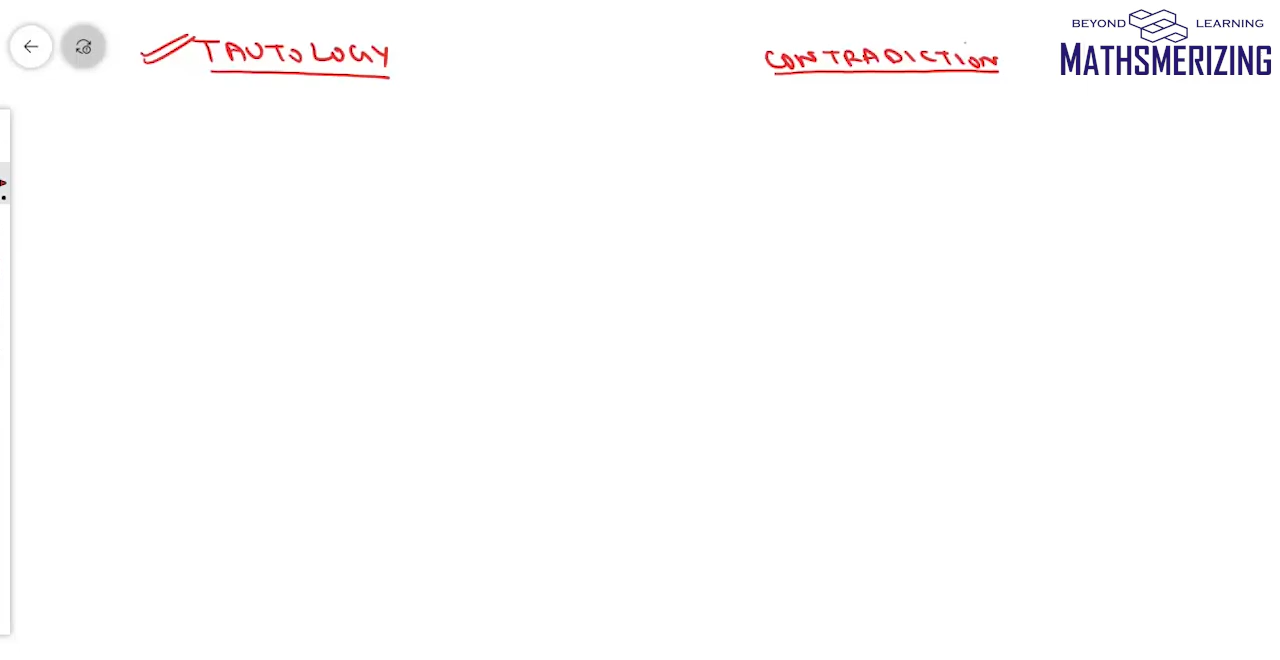 TAUTOLOGY
CONTRADICTION
BEYOND LEARNING
MATHSMERIZING